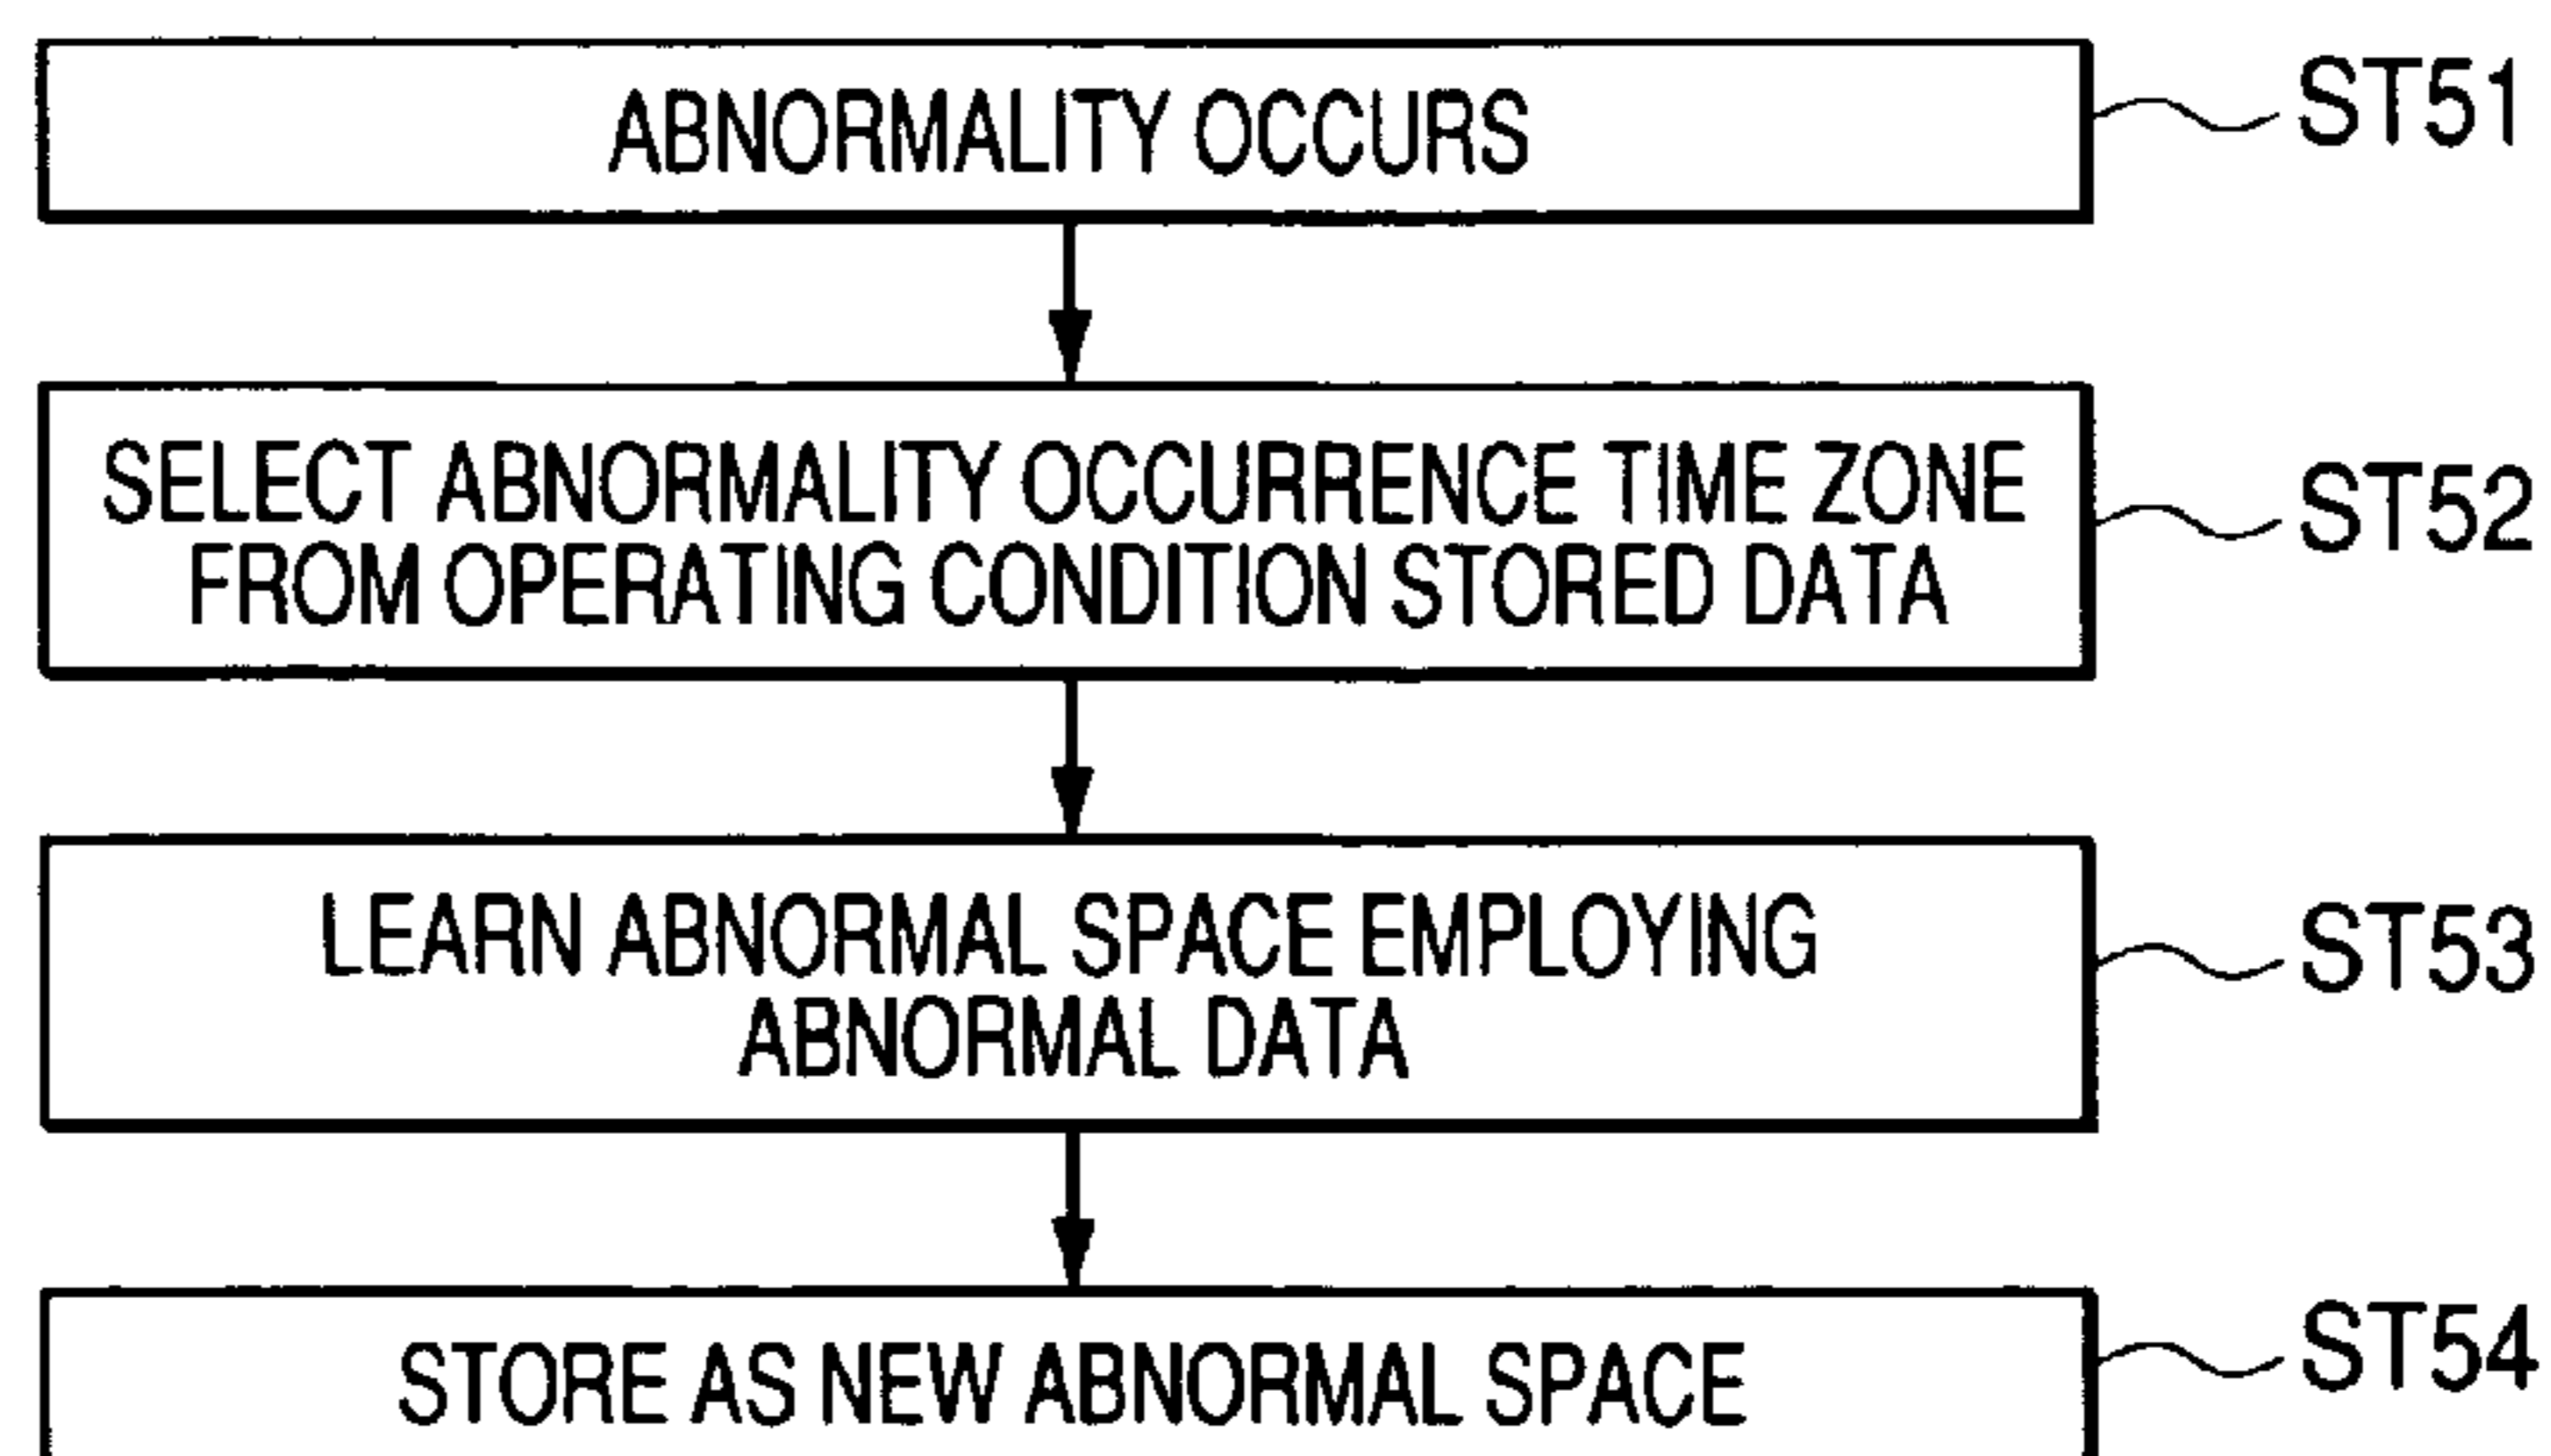 ABNORMALITY OCCURS
ST51
SELECT ABNORMALITY OCCURRENCE TIME ZONE
FROM OPERATING CONDITION STORED DATA
ST52
LEARN ABNORMAL SPACE EMPLOYING
ABNORMAL DATA
ST53
STORE AS NEW ABNORMAL SPACE
ST54